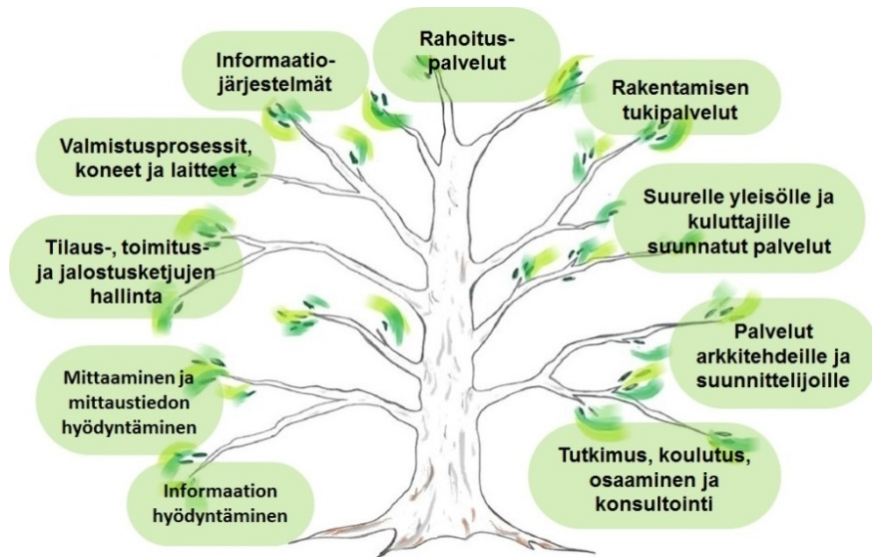 Rahoitus-
palvelut
Informaatio-
järjestelmät
Rakentamisen
tukipalvelut
Valmistusprosessit,
koneet ja laitteet
Suurelle yleisölle ja
kuluttajille
suunnatut palvelut
Tilaus-, toimitus-
ja jalostusketjujen
hallinta
Palvelut
arkkitehdeille ja
suunnittelijoille
Mittaaminen ja
mittaustiedon
hyödyntäminen
Tutkimus, koulutus,
osaaminen ja
konsultointi
Informaation
hyödyntäminen